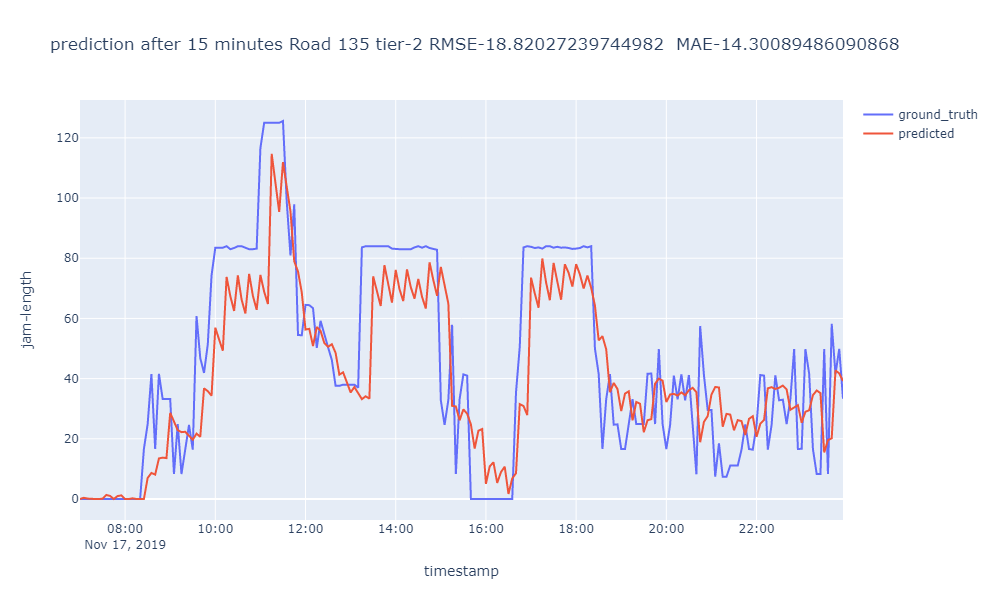 prediction after 15 minutes Road 135 tier-2 RMSE-18.82027239744982  MAE-14.30089486090868
ground_truth
predicted
120
100
80
60
40
20
0
jam-length
08:00 10:00 12:00 14:00 16:00 18:00 20:00 22:00
Nov 17, 2019
timestamp